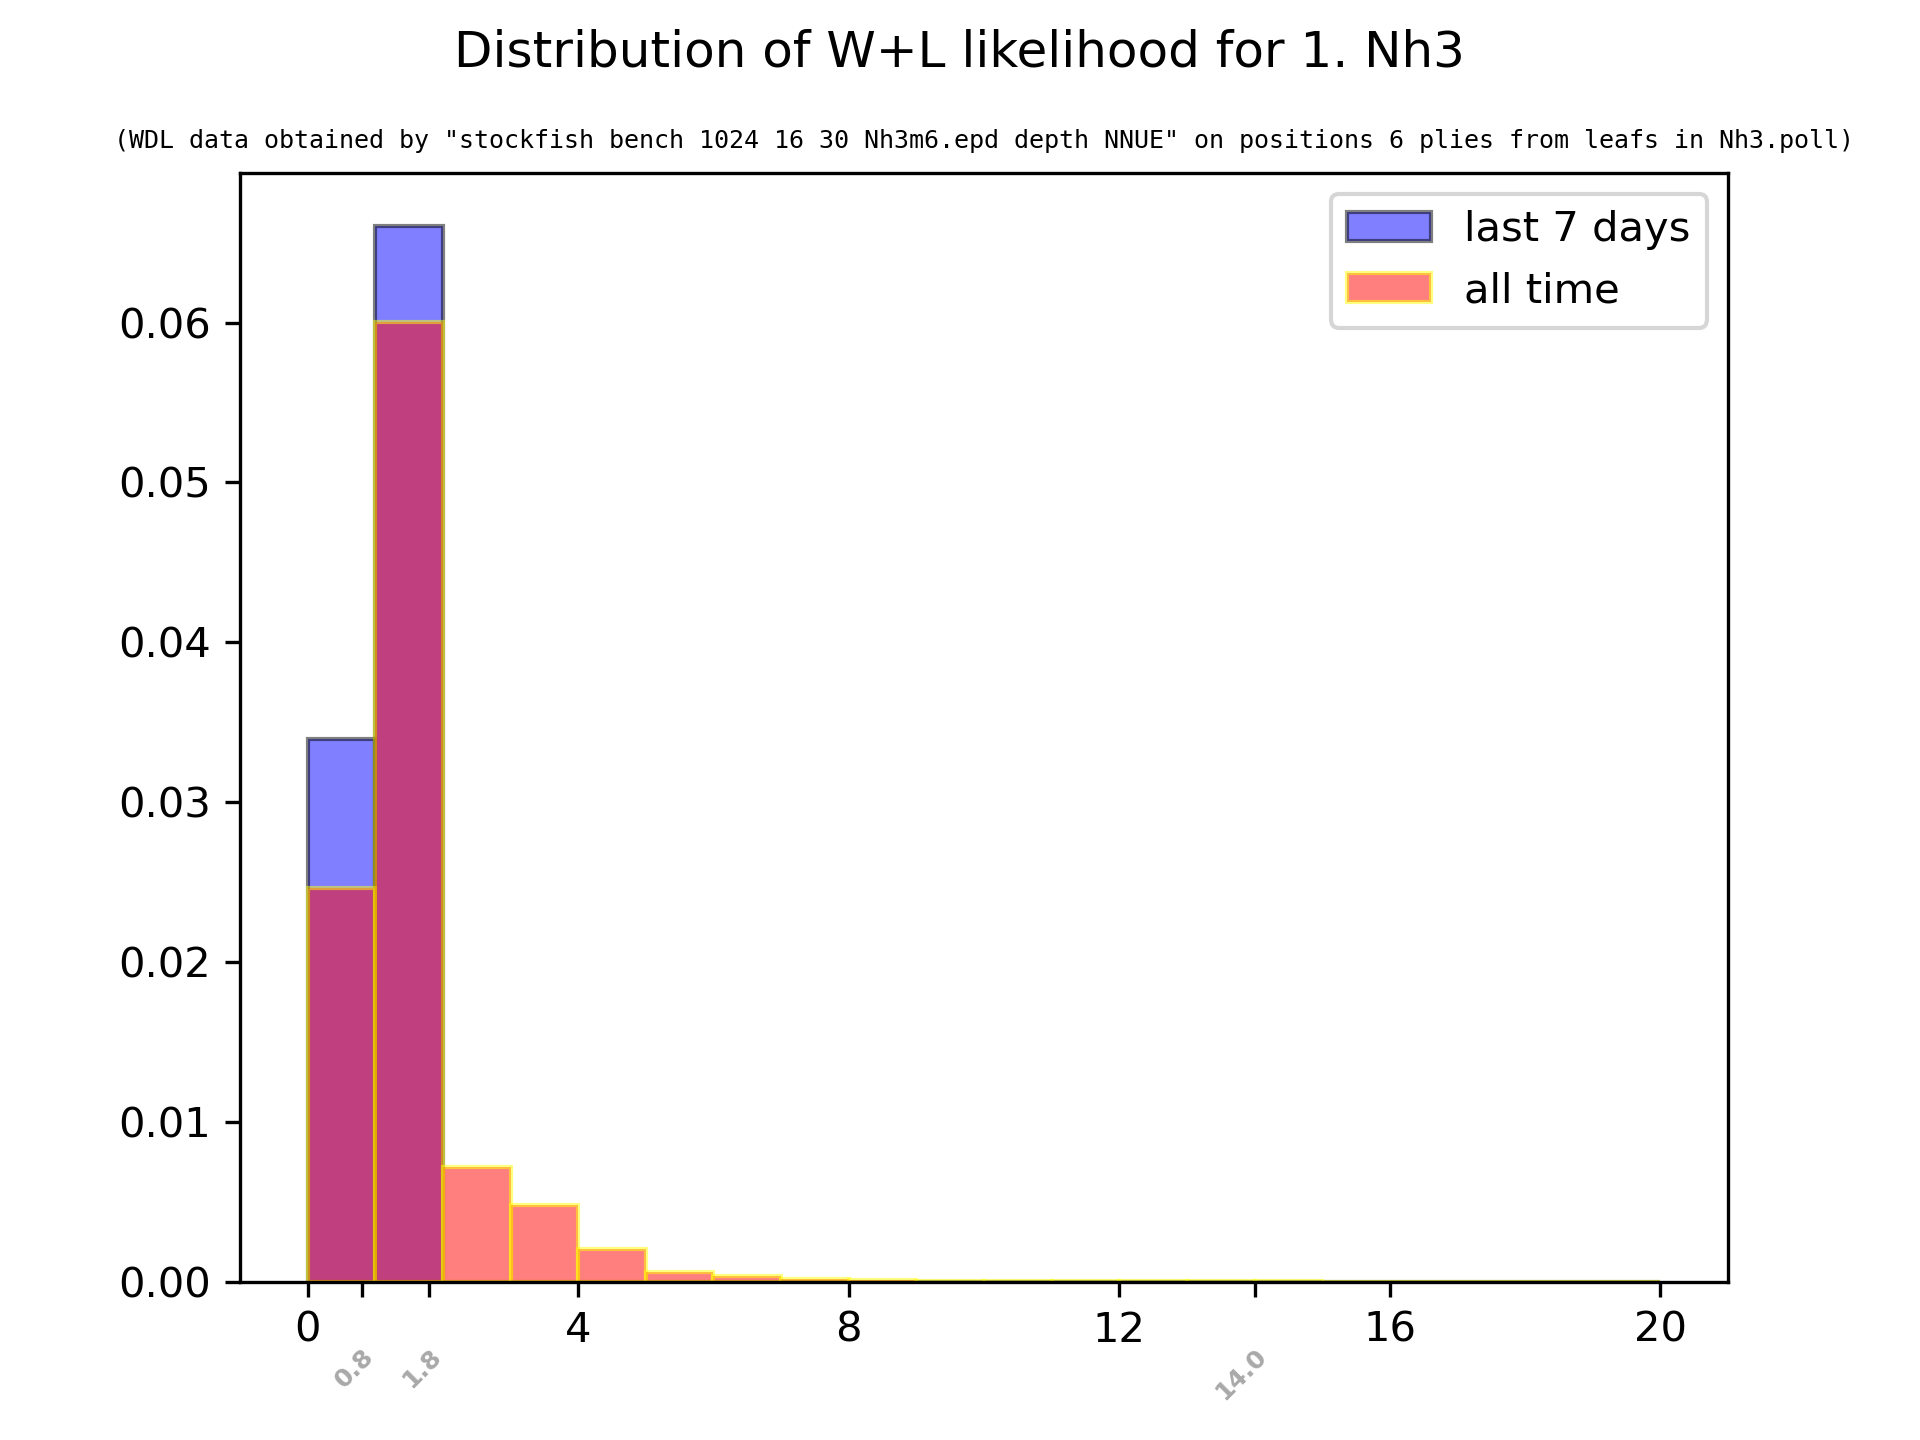 Distribution of W+L likelihood for 1. Nh3
(WDL data obtained by "stockfish bench 1024 16 30 Nh3m6.epd depth NNUE" on positions 6 plies from leafs in Nh3.poll)
last 7 days
all time
0.06
0.05
0.04
0.03
0.02
0.01
0.00
0 4 8 12 16 20
0.8 1.8 14.0